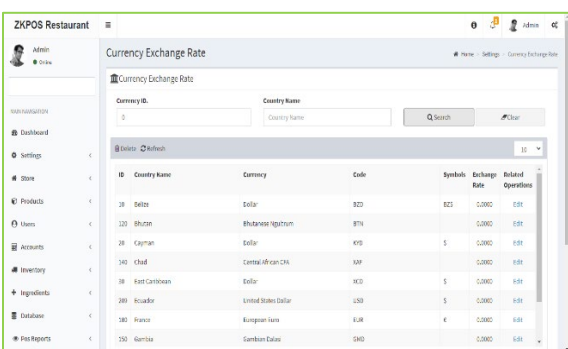 ZKPOS Restaurant
Admin
Admin
Online
Currency Exchange Rate
Home > Settings > Currency Exchange Rate
Currency Exchange Rate
Currency ID.
Country Name
0
Country Name
Search
Clear
MAIN NAVIGATION
Dashboard
Delete Refresh
10
Settings
ID Country Name Currency Code Symbols Exchange Rate Related Operations
Store
Products
10 Belize Dollar BZD BZ$ 0.0000 Edit
Users
120 Bhutan Bhutanese Ngultrum BTN 0.0000 Edit
Accounts
20 Cayman Dollar KYD $ 0.0000 Edit
Inventory
140 Chad Central African CFA XAF 0.0000 Edit
Ingredients
30 East Caribbean Dollar XCD $ 0.0000 Edit
Database
200 Ecuador United States Dollar USD $ 0.0000 Edit
Pos Reports
180 France European Euro EUR € 0.0000 Edit
150 Gambia Gambian Dalasi GMD 0.0000 Edit